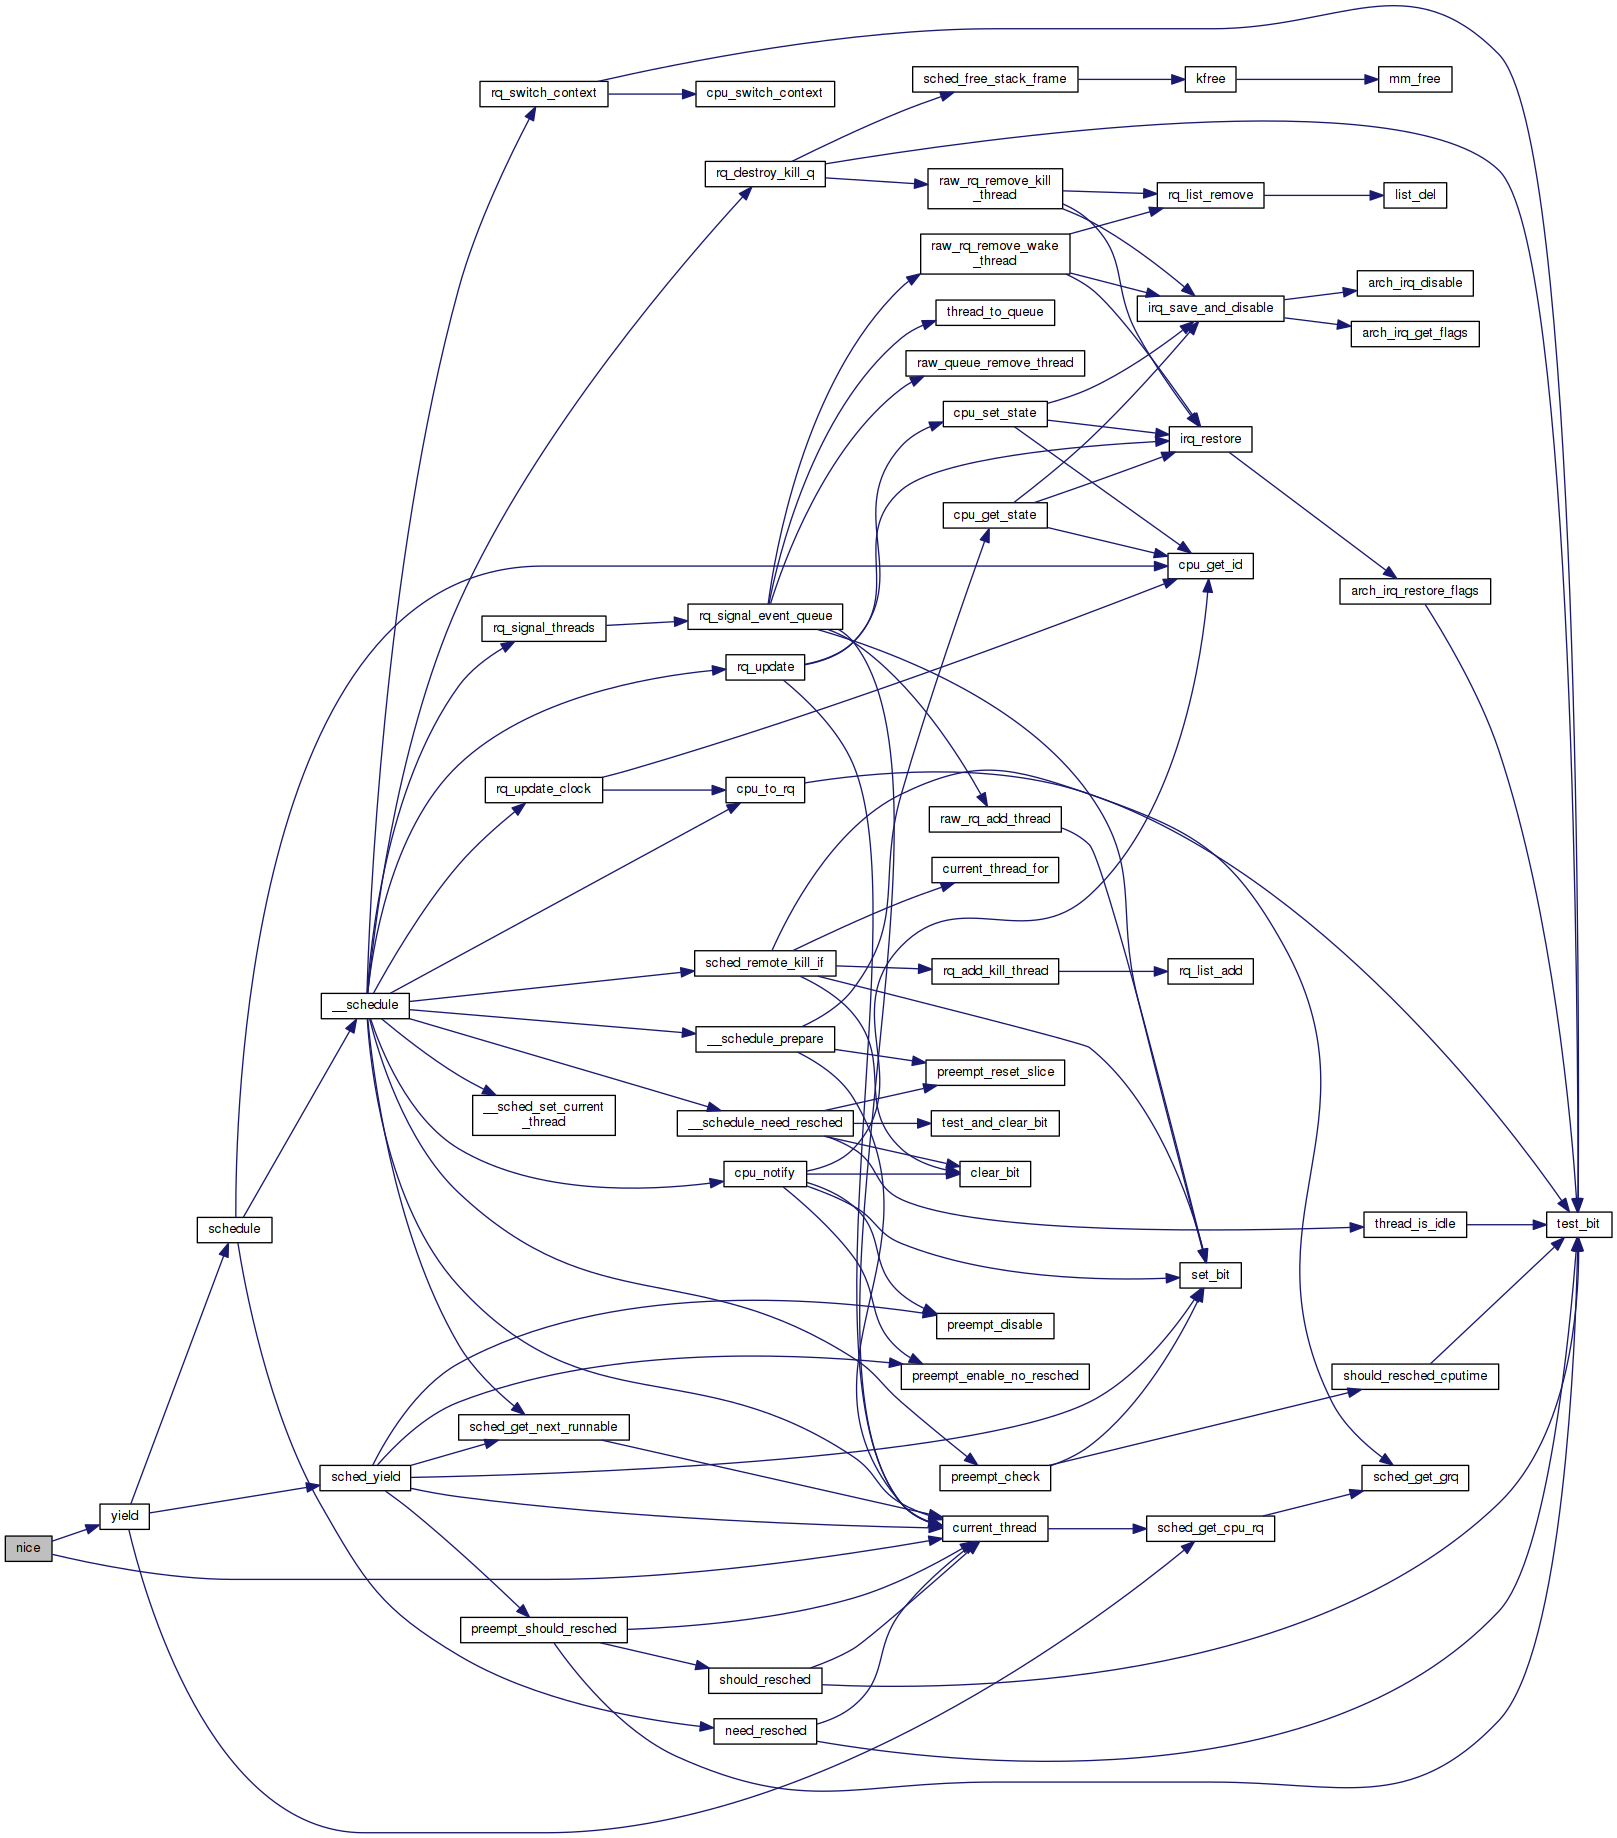 rq_switch_context
cpu_switch_context
sched_free_stack_frame
kfree
mm_free
rq_destroy_kill_q
raw_rq_remove_kill
_thread
rq_list_remove
list_del
raw_rq_remove_wake
_thread
thread_to_queue
irq_save_and_disable
arch_irq_disable
arch_irq_get_flags
raw_queue_remove_thread
cpu_set_state
irq_restore
cpu_get_state
cpu_get_id
arch_irq_restore_flags
rq_signal_threads
rq_signal_event_queue
rq_update
rq_update_clock
cpu_to_rq
raw_rq_add_thread
current_thread_for
sched_remote_kill_if
rq_add_kill_thread
rq_list_add
__schedule
__schedule_prepare
preempt_reset_slice
__sched_set_current
_thread
__schedule_need_resched
test_and_clear_bit
cpu_notify
clear_bit
schedule
thread_is_idle
test_bit
set_bit
preempt_disable
preempt_enable_no_resched
should_resched_cputime
sched_get_next_runnable
sched_yield
preempt_check
sched_get_grq
yield
nice
current_thread
sched_get_cpu_rq
preempt_should_resched
should_resched
need_resched